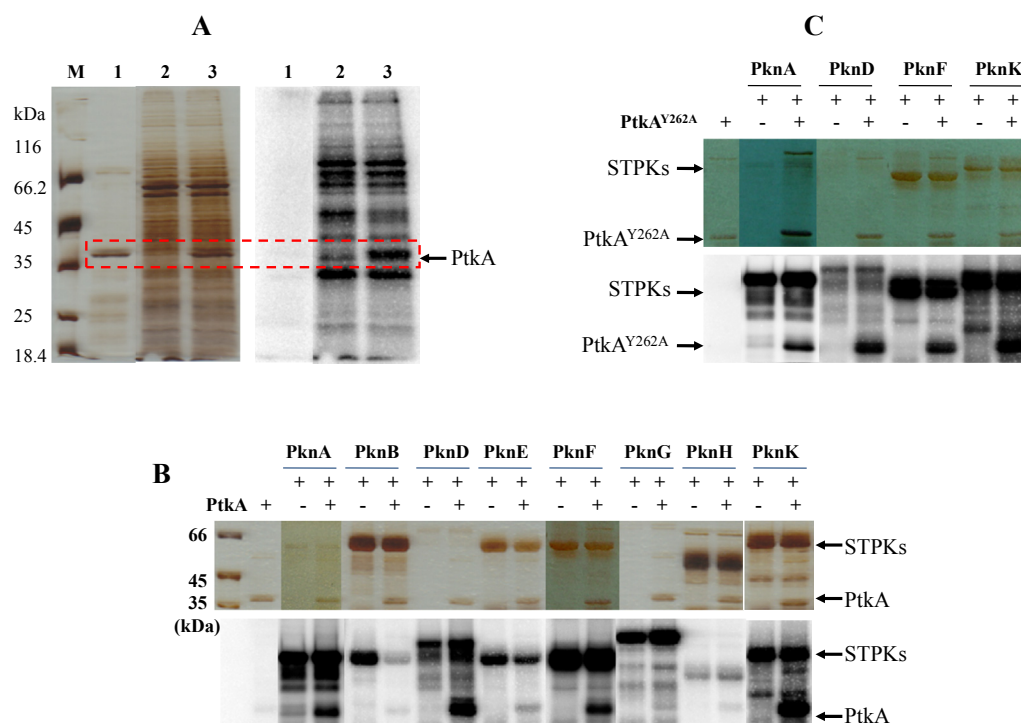 A
M 1 2 3 1 2 3
kDa
116
66.2
45
35
25
18.4
PtkA
C
PknA PknD PknF PknK
+ + + + + + + +
PtkAY262A + - + - + - + - +
STPKs
PtkAY262A
STPKs
PtkAY262A
B
PknA PknB PknD PknE PknF PknG PknH PknK
+ + + + + + + + + + + + + + + +
PtkA + - + - + - + - + - + - + - + - +
66
45
35
(kDa)
STPKs
PtkA
STPKs
PtkA